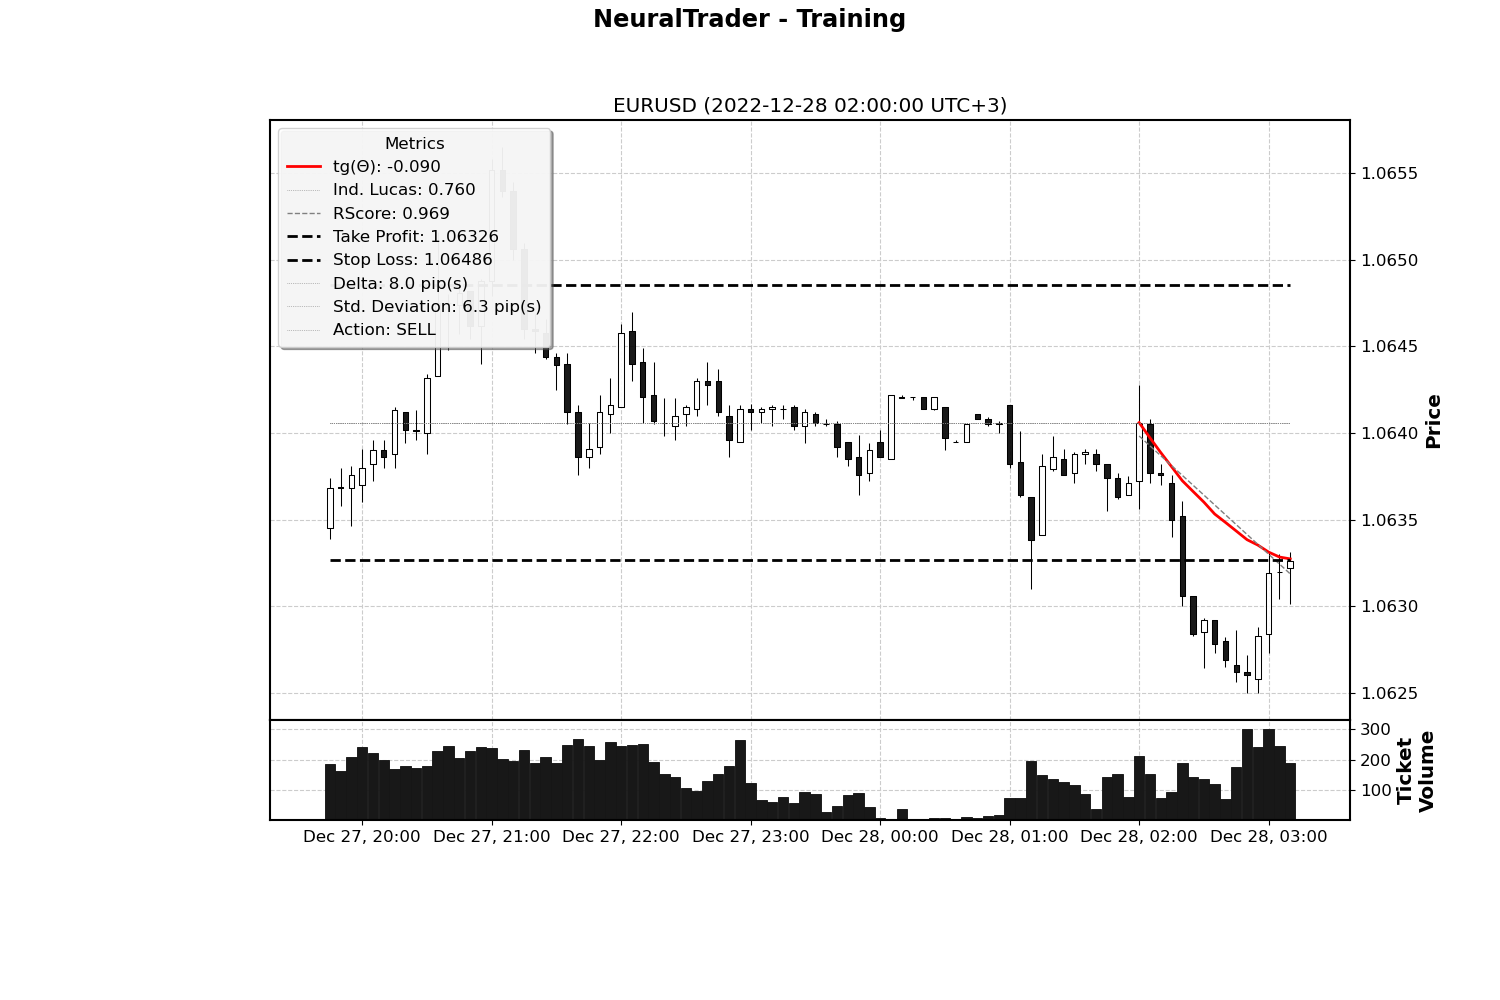 NeuralTrader - Training
EURUSD (2022-12-28 02:00:00 UTC+3)
Metrics
tg(Θ): -0.090
Ind. Lucas: 0.760
RScore: 0.969
Take Profit: 1.06326
Stop Loss: 1.06486
Delta: 8.0 pip(s)
Std. Deviation: 6.3 pip(s)
Action: SELL
1.0655
1.0650
1.0645
1.0640
1.0635
1.0630
1.0625
Price
300
200
100
Ticket
Volume
Dec 27, 20:00
Dec 27, 21:00
Dec 27, 22:00
Dec 27, 23:00
Dec 28, 00:00
Dec 28, 01:00
Dec 28, 02:00
Dec 28, 03:00